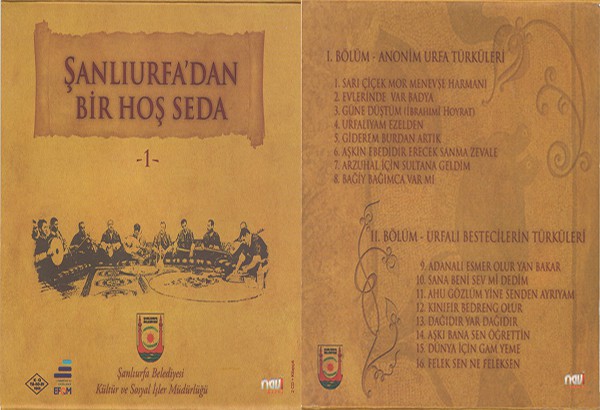 ŞANLIURFA'DAN
BİR HOŞ SEDA
-1-
Şanlıurfa Belediyesi
Kültür ve Sosyal İşler Müdürlüğü
I. BÖLÜM - ANONİM URFA TÜRKÜLERİ
1. SARI ÇİÇEK MOR MENEVŞE HARMANI
2. EVLERİNDE VAR BADYA
3. GÜNE DÜŞTÜM (İBRAHİMİ HOYRAT)
4. URFALIYAM EZELDEN
5. GİDEREM BURDAN ARTIK
6. AŞKIN EBEDİDİR ERECEK SANMA ZEVALE
7. ARZUHAL İÇİN SULTANA GELDİM
8. BAĞIY BAĞIMCA VAR MI
II. BÖLÜM - URFALI BESTECİLERİN TÜRKÜLERİ
9. ADANALI ESMER OLUR YAN BAKAR
10. SANA BENİ SEV Mİ DEDİM
11. AHU GÖZLÜM YİNE SENDEN AYRIYAM
12. KINIFIR BEDRENG OLUR
13. DAĞIDIR VAR DAĞIDIR
14. AŞKI BANA SEN ÖĞRETTİN
15. DÜNYA İÇİN GAM YEME
16. FELEK SEN NE FELEKSEN